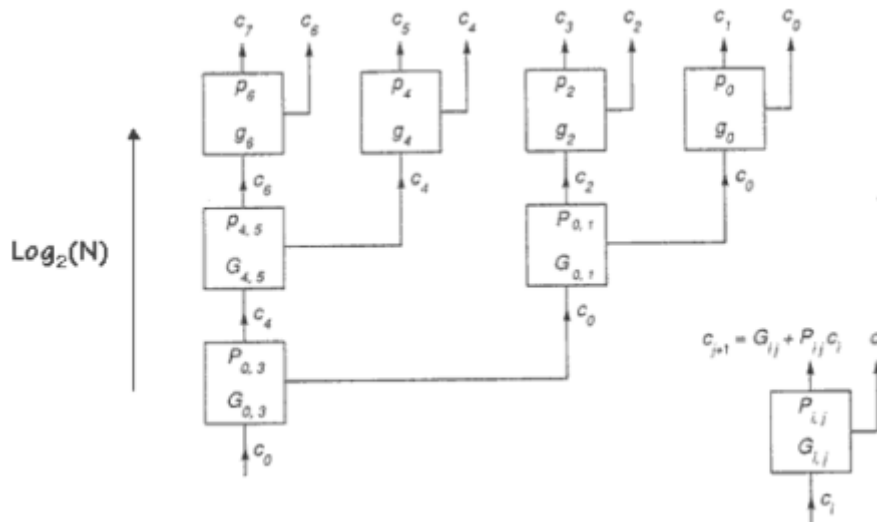 c₇ c₆ c₅ c₄ c₃ c₂ c₁ c₀
p₆ p₄ p₂ p₀
g₆ g₄ g₂ g₀
c₆ c₄ c₂ c₀
p₄,₅ P₀,₁
Log₂(N)
G₄,₅ G₀,₁
c₄ c₀
P₀,₃
G₀,₃
c₀
cⱼ₊₁ = Gᵢⱼ + Pᵢⱼ cᵢ
Pᵢ,ⱼ
Gᵢ,ⱼ
cᵢ